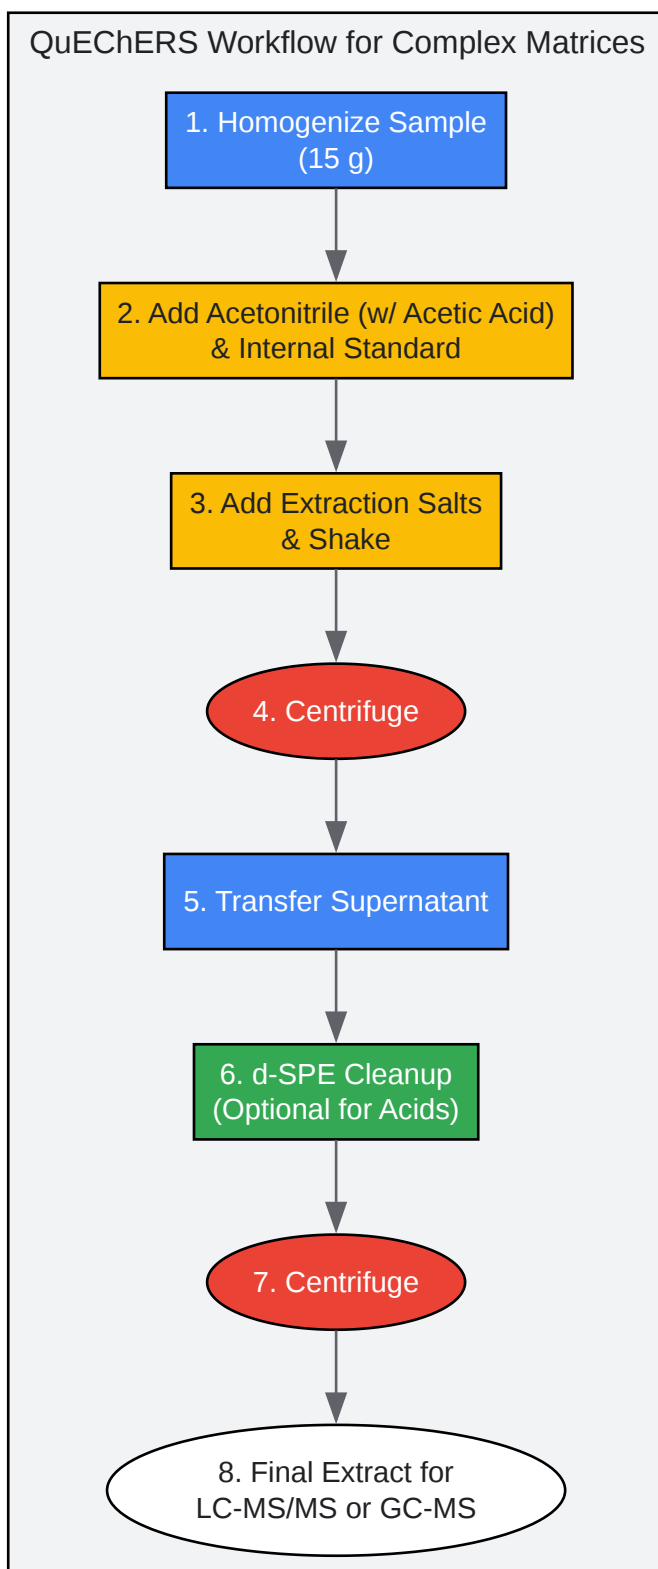 QuEChERS Workflow for Complex Matrices
1. Homogenize Sample
(15 g)
2. Add Acetonitrile (w/ Acetic Acid)
& Internal Standard
3. Add Extraction Salts
& Shake
4. Centrifuge
5. Transfer Supernatant
6. d-SPE Cleanup
(Optional for Acids)
7. Centrifuge
8. Final Extract for
LC-MS/MS or GC-MS